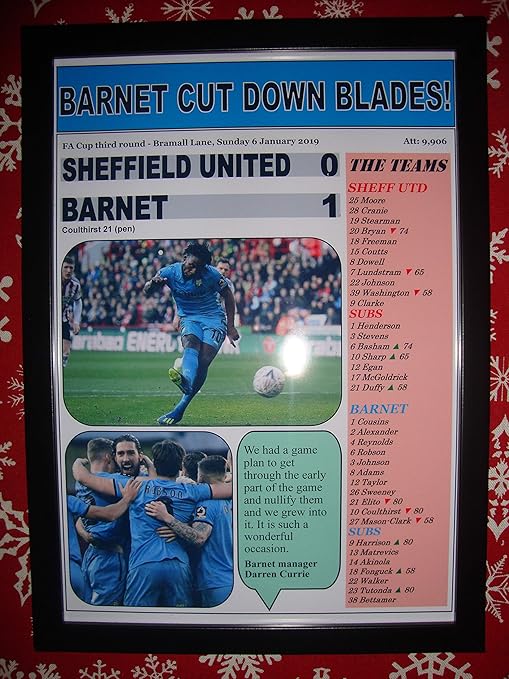 BARNET CUT DOWN BLADES!
FA Cup third round - Bramall Lane, Sunday 6 January 2019
Att: 9,906
SHEFFIELD UNITED 0
BARNET 1
Coulthirst 21 (pen)
THE TEAMS
SHEFF UTD
25 Moore
28 Cranie
19 Stearman
20 Bryan ▼ 74
18 Freeman
15 Coutts
8 Dowell
7 Lundstram ▼ 65
22 Johnson
39 Washington ▼ 58
9 Clarke
SUBS
1 Henderson
3 Stevens
6 Basham ▲ 74
10 Sharp ▲ 65
12 Egan
17 McGoldrick
21 Duffy ▲ 58
BARNET
1 Cousins
2 Alexander
4 Reynolds
6 Robson
3 Johnson
8 Adams
12 Taylor
26 Sweeney
21 Elito ▼ 80
10 Coulthirst ▼ 80
27 Mason-Clark ▼ 58
SUBS
9 Harrison ▲ 80
13 Matrevics
14 Akinola
18 Fonguck ▲ 58
22 Walker
23 Tutonda ▲ 80
38 Bettamer
10
We had a game
plan to get
through the early
part of the game
and nullify them
and we grew into
it. It is such a
wonderful
occasion.
Barnet manager
Darren Currie